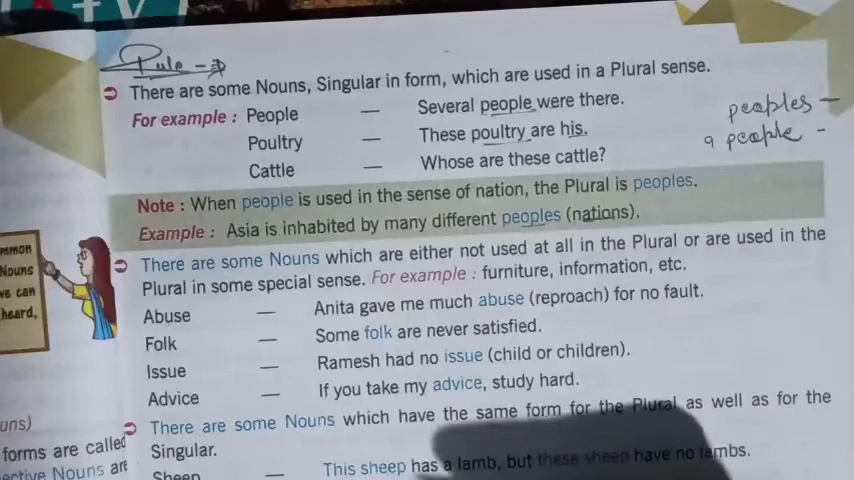 Rule
There are some Nouns, Singular in form, which are used in a Plural sense.
For example : People — Several people were there.
Poultry — These poultry are his.
Cattle — Whose are these cattle?
peoples —
a people -
Note : When people is used in the sense of nation, the Plural is peoples.
Example : Asia is inhabited by many different peoples (nations).
There are some Nouns which are either not used at all in the Plural or are used in the
Plural in some special sense. For example : furniture, information, etc.
Abuse — Anita gave me much abuse (reproach) for no fault.
Folk — Some folk are never satisfied.
Issue — Ramesh had no issue (child or children).
Advice — If you take my advice, study hard.
There are some Nouns which have the same form for the Plural as well as for the
Singular.
Sheep — This sheep has a lamb, but these sheep have no lambs.
mmon
Nouns
we can
heard,
uns)
forms are called
ective Nouns are